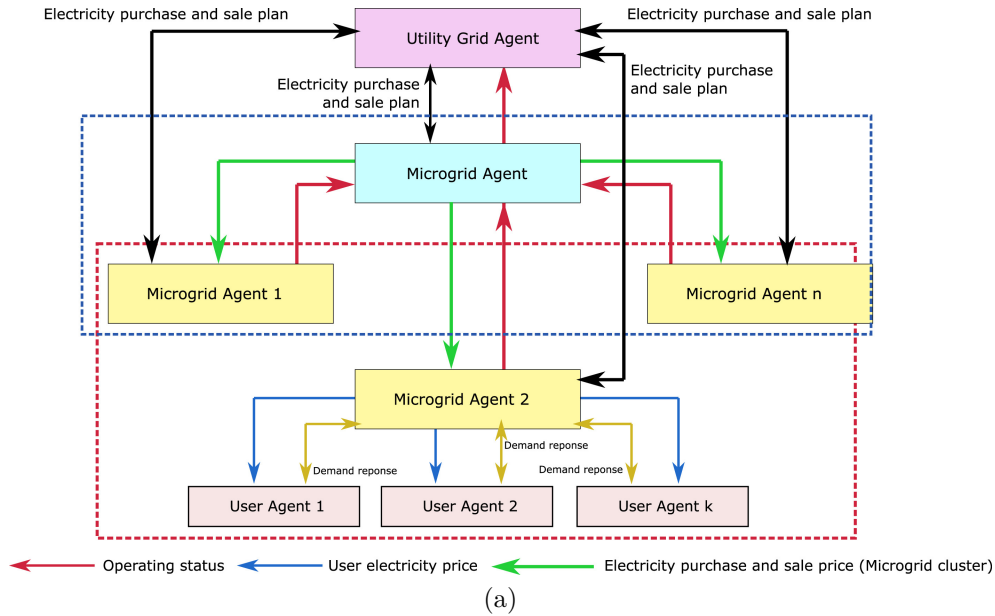 Electricity purchase and sale plan
Electricity purchase and sale plan
Utility Grid Agent
Electricity purchase
and sale plan
Electricity purchase
and sale plan
Microgrid Agent
Microgrid Agent 1
Microgrid Agent n
Microgrid Agent 2
Demand reponse
Demand reponse
Demand reponse
User Agent 1
User Agent 2
User Agent k
Operating status
User electricity price
Electricity purchase and sale price (Microgrid cluster)
(a)